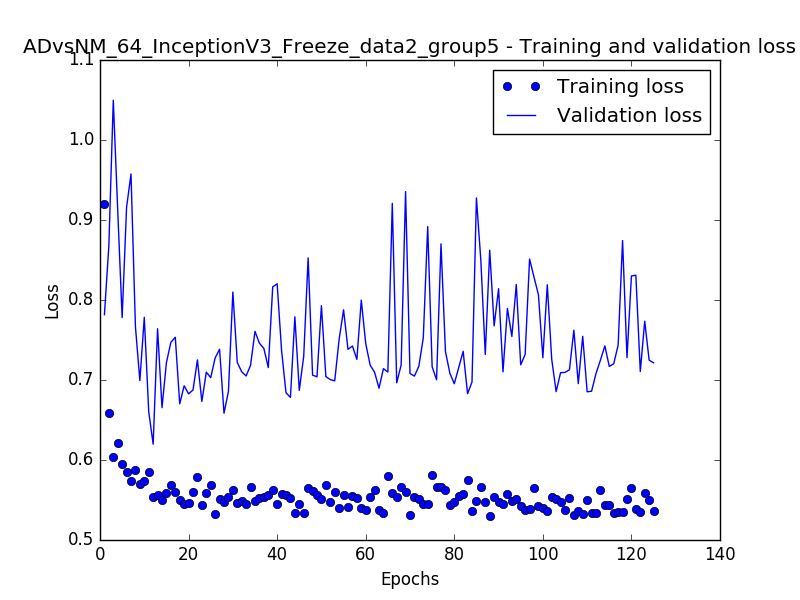 ADvsNM_64_InceptionV3_Freeze_data2_group5 - Training and validation loss
1.1
1.0
0.9
0.8
0.7
0.6
0.5
Loss
Training loss
Validation loss
0 20 40 60 80 100 120 140
Epochs